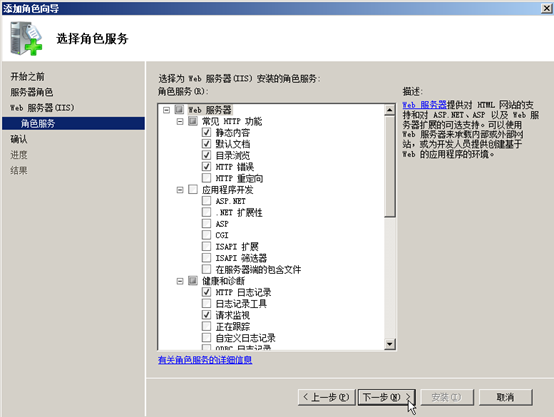 添加角色向导
选择角色服务
开始之前
服务器角色
Web 服务器(IIS)
角色服务
确认
进度
结果
选择为 Web 服务器(IIS) 安装的角色服务:
角色服务(R):
Web 服务器
常见 HTTP 功能
静态内容
默认文档
目录浏览
HTTP 错误
HTTP 重定向
应用程序开发
ASP.NET
.NET 扩展性
ASP
CGI
ISAPI 扩展
ISAPI 筛选器
在服务器端的包含文件
健康和诊断
HTTP 日志记录
日志记录工具
请求监视
正在跟踪
自定义日志记录
ODBC 日志记录
有关角色服务的详细信息
描述:
Web 服务器提供对 HTML 网站的支
持和对 ASP.NET、ASP 以及 Web 服
务器扩展的可选支持。可以使用
Web 服务器来承载内部或外部网
站，或为开发人员提供创建基于
Web 的应用程序的环境。
< 上一步(P)
下一步(N) >
安装(I)
取消